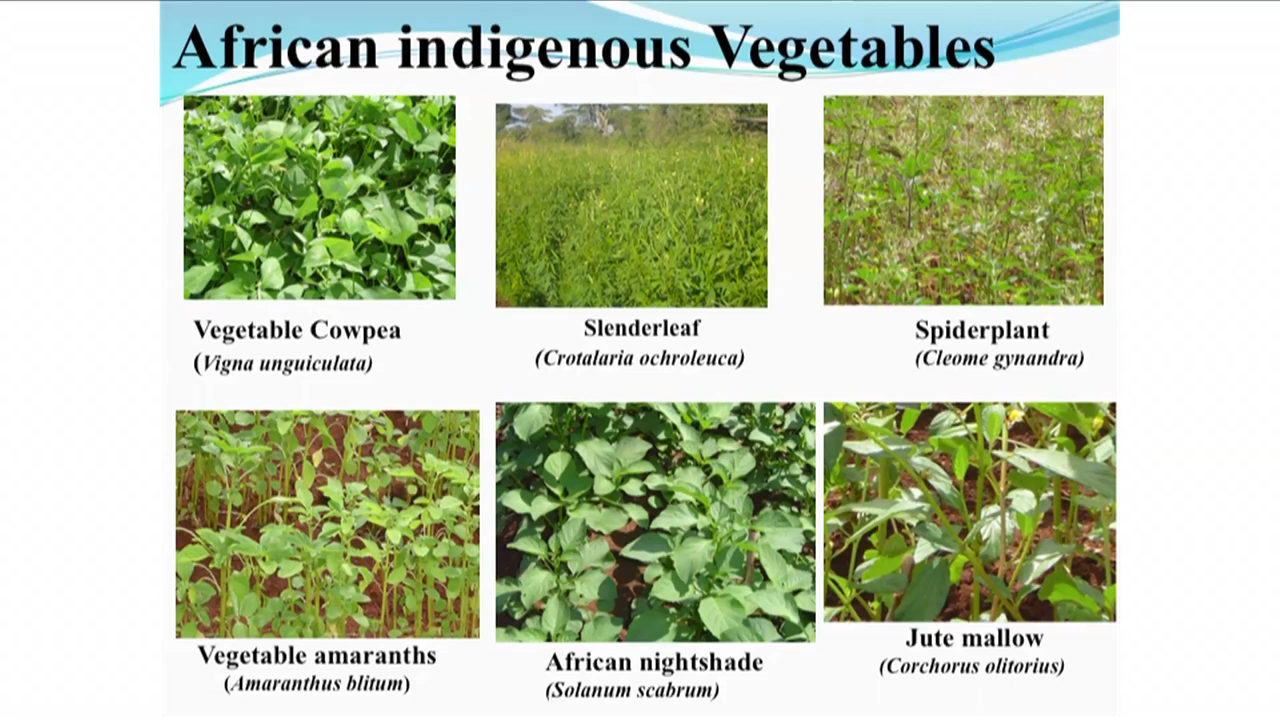 African indigenous Vegetables
Vegetable Cowpea
(Vigna unguiculata)
Slenderleaf
(Crotalaria ochroleuca)
Spiderplant
(Cleome gynandra)
Vegetable amaranths
(Amaranthus blitum)
African nightshade
(Solanum scabrum)
Jute mallow
(Corchorus olitorius)